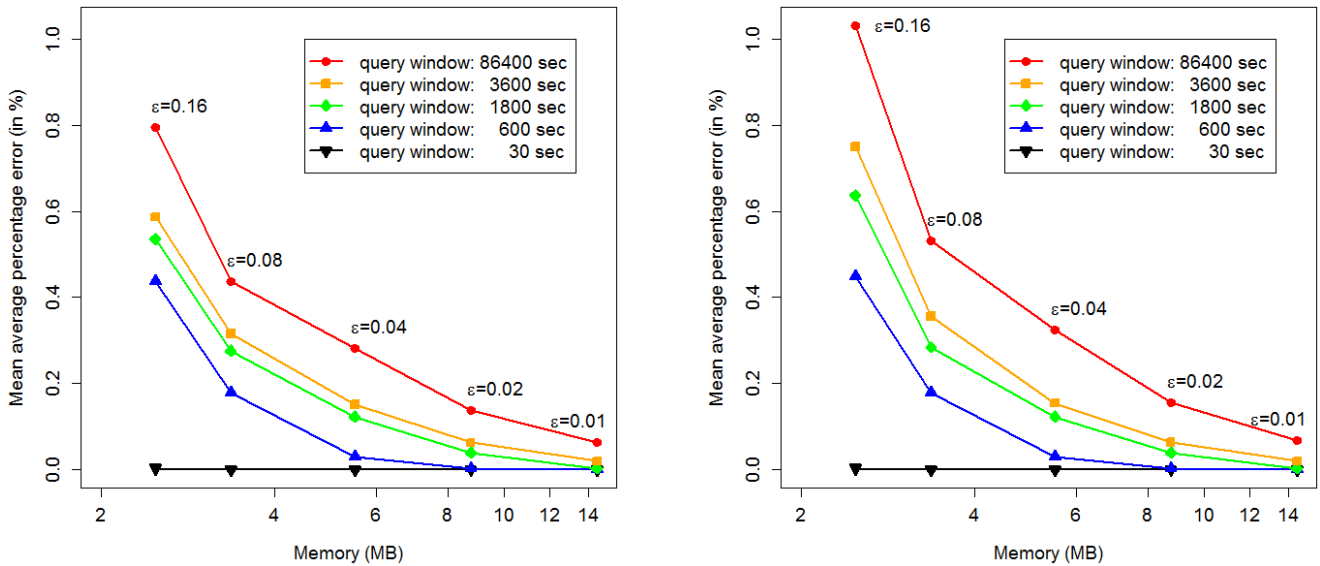 Mean average percentage error (in %)
1.0
0.8
0.6
0.4
0.2
0.0
query window: 86400 sec
query window: 3600 sec
query window: 1800 sec
query window: 600 sec
query window: 30 sec
ε=0.16
ε=0.08
ε=0.04
ε=0.02
ε=0.01
2 4 6 8 10 12 14
Memory (MB)
Mean average percentage error (in %)
1.0
0.8
0.6
0.4
0.2
0.0
ε=0.16
query window: 86400 sec
query window: 3600 sec
query window: 1800 sec
query window: 600 sec
query window: 30 sec
ε=0.08
ε=0.04
ε=0.02
ε=0.01
2 4 6 8 10 12 14
Memory (MB)